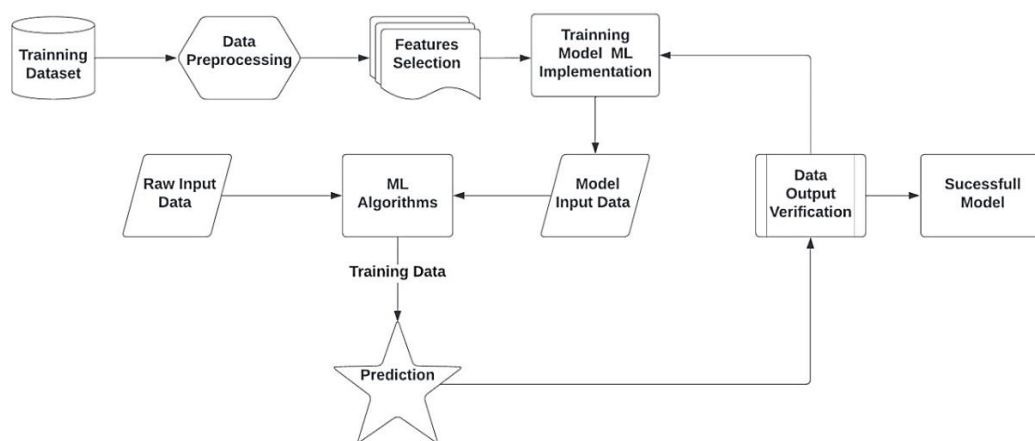 Trainning
Dataset
Data
Preprocessing
Features
Selection
Trainning
Model ML
Implementation
Raw Input
Data
ML
Algorithms
Model
Input Data
Data
Output
Verification
Sucessfull
Model
Training Data
Prediction